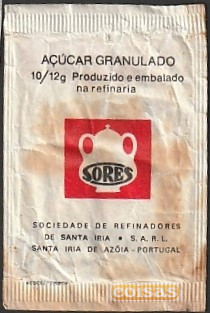 AÇÚCAR GRANULADO
10/12g Produzido e embalado
na refinaria
SORES
SOCIEDADE DE REFINADORES
DE SANTA IRIA • S.A.R.L.
SANTA IRIA DE AZÓIA - PORTUGAL
COISAS